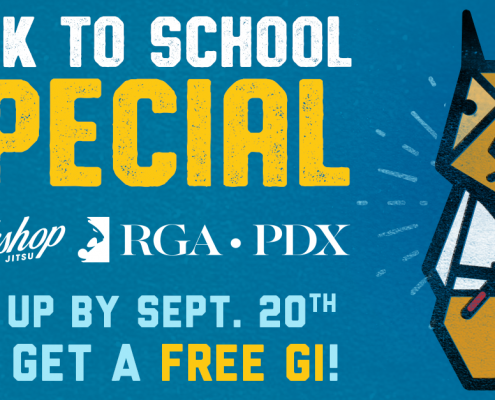 K TO SCHOOL
PECIAL
shop
JITSU
RGA • PDX
UP BY SEPT. 20TH
GET A FREE GI!